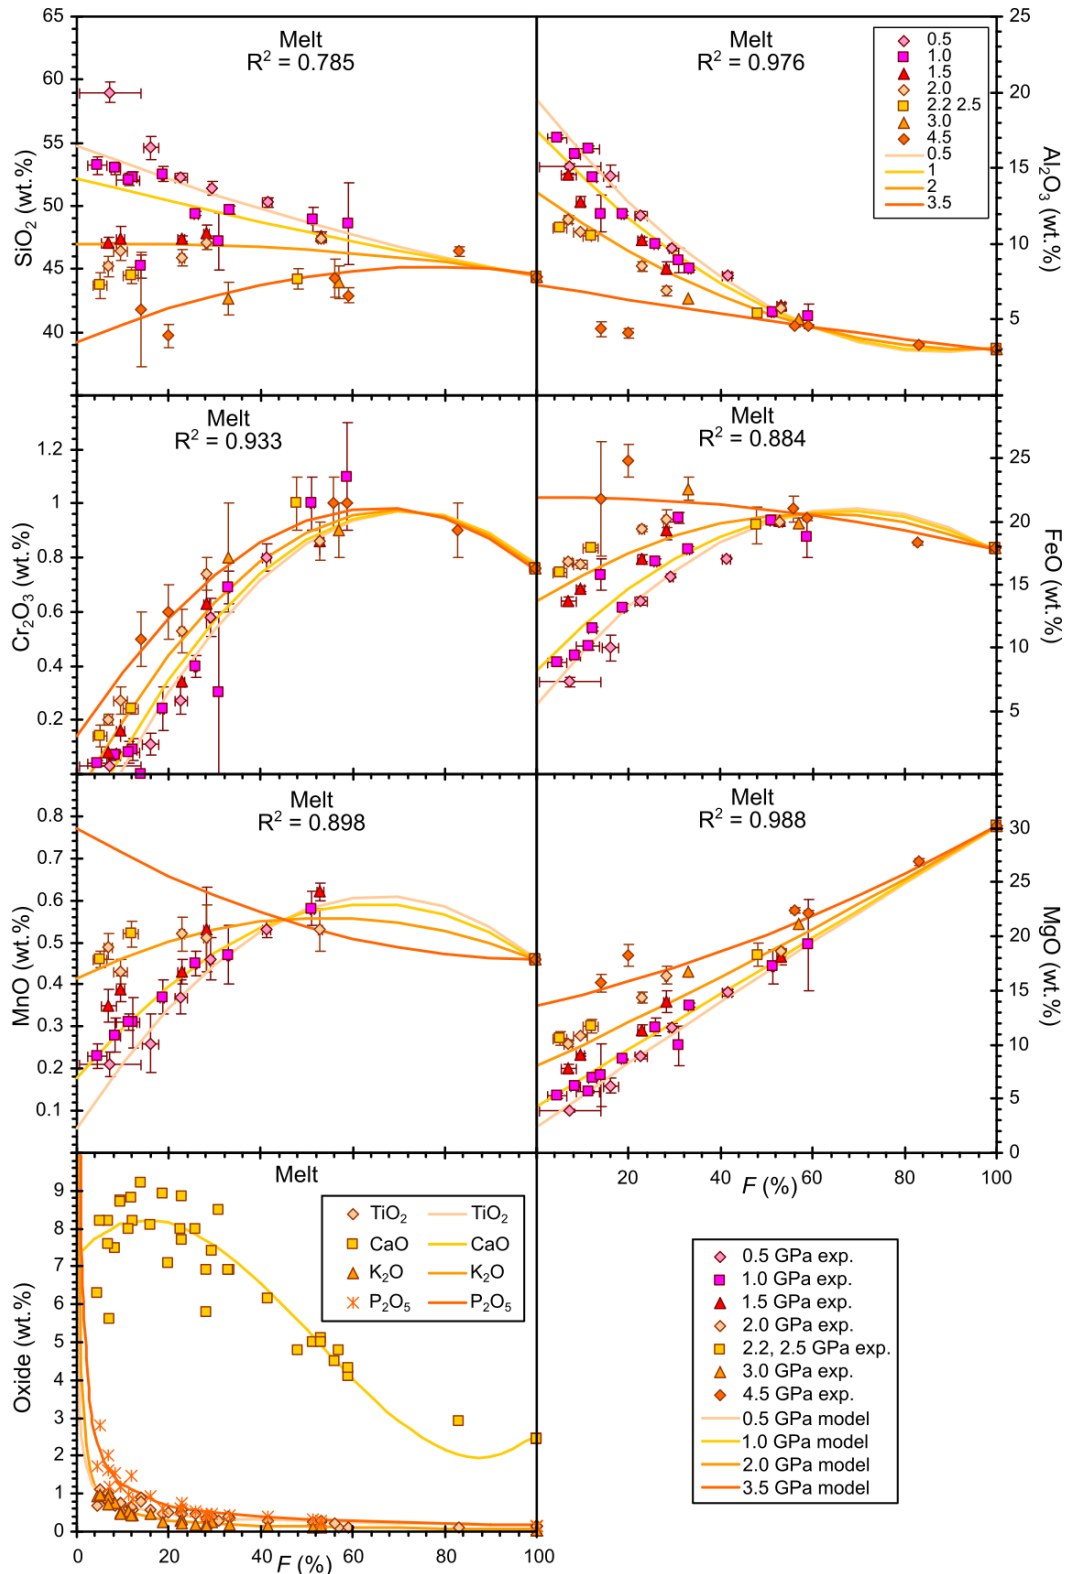 65
60
55
50
45
40
SiO₂ (wt.%)
Melt
R² = 0.785
Melt
R² = 0.976
0.5
1.0
1.5
2.0
2.2 2.5
3.0
4.5
0.5
1
2
3.5
25
20
15
10
5
Al₂O₃ (wt.%)
1.2
1
0.8
0.6
0.4
0.2
Cr₂O₃ (wt.%)
Melt
R² = 0.933
Melt
R² = 0.884
25
20
15
10
5
FeO (wt.%)
0.8
0.7
0.6
0.5
0.4
0.3
0.2
0.1
MnO (wt.%)
Melt
R² = 0.898
Melt
R² = 0.988
30
25
20
15
10
5
0
MgO (wt.%)
20 40 60 80 100
F (%)
9
8
7
6
5
4
3
2
1
0
Oxide (wt.%)
Melt
TiO₂ TiO₂
CaO CaO
K₂O K₂O
P₂O₅ P₂O₅
0 20 40 60 80 100
F (%)
0.5 GPa exp.
1.0 GPa exp.
1.5 GPa exp.
2.0 GPa exp.
2.2, 2.5 GPa exp.
3.0 GPa exp.
4.5 GPa exp.
0.5 GPa model
1.0 GPa model
2.0 GPa model
3.5 GPa model